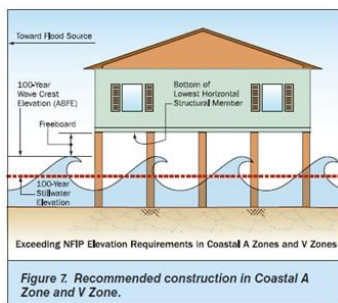 Toward Flood Source
100-Year
Wave Crest
Elevation (ABFE)
Bottom of
Lowest Horizontal
Structural Member
Freeboard
100-Year
Stillwater
Elevation
Exceeding NFIP Elevation Requirements in Coastal A Zones and V Zones
Figure 7. Recommended construction in Coastal A
Zone and V Zone.